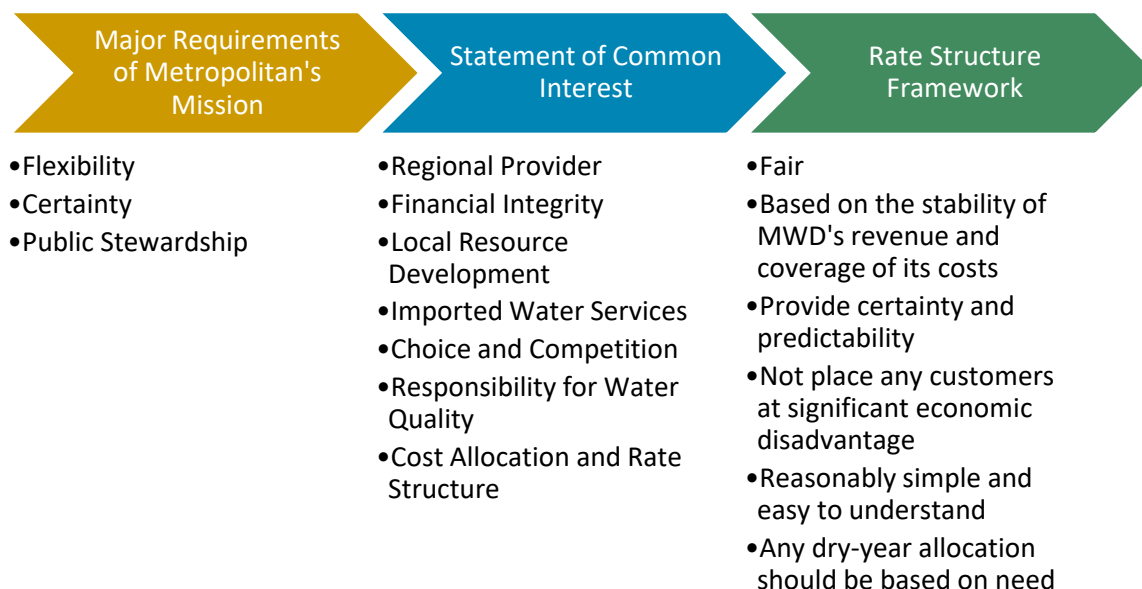 Major Requirements
of Metropolitan's
Mission
•Flexibility
•Certainty
•Public Stewardship
Statement of Common
Interest
•Regional Provider
•Financial Integrity
•Local Resource
Development
•Imported Water Services
•Choice and Competition
•Responsibility for Water
Quality
•Cost Allocation and Rate
Structure
Rate Structure
Framework
•Fair
•Based on the stability of
MWD's revenue and
coverage of its costs
•Provide certainty and
predictability
•Not place any customers
at significant economic
disadvantage
•Reasonably simple and
easy to understand
•Any dry-year allocation
should be based on need